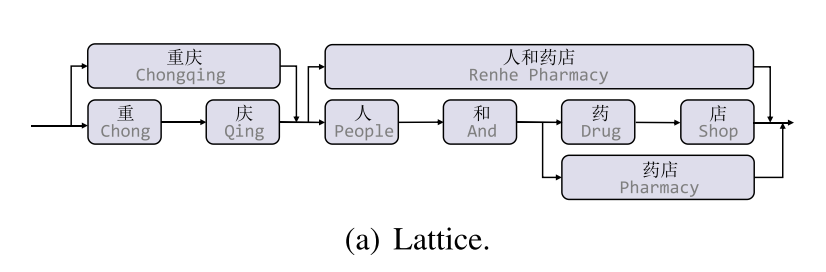 重庆
Chongqing
人和药店
Renhe Pharmacy
重
Chong
庆
Qing
人
People
和
And
药
Drug
店
Shop
药店
Pharmacy
(a) Lattice.